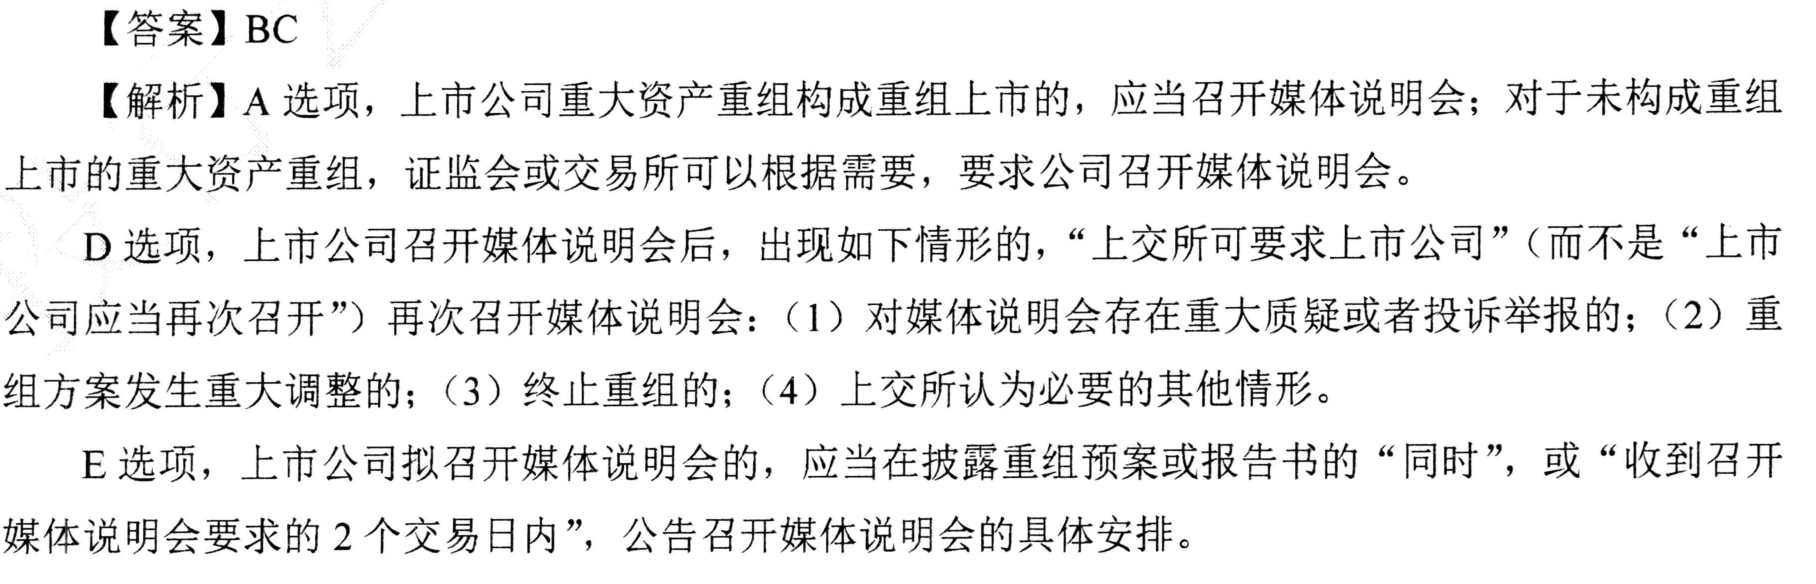 【答案】BC
【解析】A 选项，上市公司重大资产重组构成重组上市的，应当召开媒体说明会；对于未构成重组
上市的重大资产重组，证监会或交易所可以根据需要，要求公司召开媒体说明会。
D 选项，上市公司召开媒体说明会后，出现如下情形的，“上交所可要求上市公司”（而不是“上市
公司应当再次召开”）再次召开媒体说明会：（1）对媒体说明会存在重大质疑或者投诉举报的；（2）重
组方案发生重大调整的；（3）终止重组的；（4）上交所认为必要的其他情形。
E 选项，上市公司拟召开媒体说明会的，应当在披露重组预案或报告书的“同时”，或“收到召开
媒体说明会要求的 2 个交易日内”，公告召开媒体说明会的具体安排。